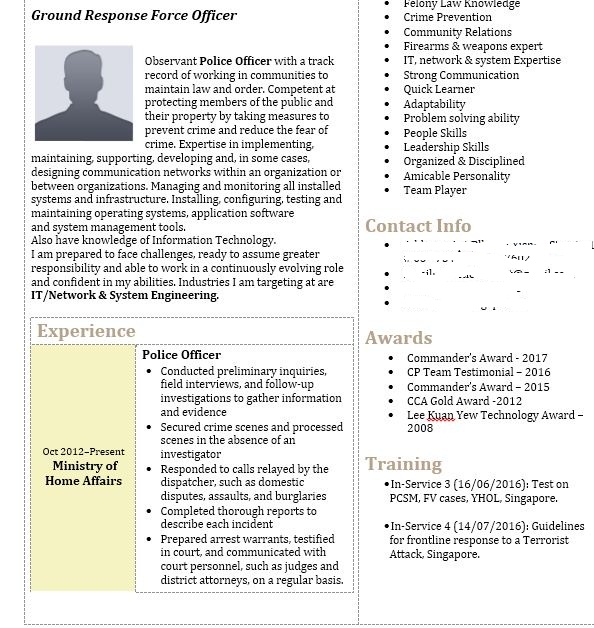 Ground Response Force Officer
Observant Police Officer with a track
record of working in communities to
maintain law and order. Competent at
protecting members of the public and
their property by taking measures to
prevent crime and reduce the fear of
crime. Expertise in implementing,
maintaining, supporting, developing and, in some cases,
designing communication networks within an organization or
between organizations. Managing and monitoring all installed
systems and infrastructure. Installing, configuring, testing and
maintaining operating systems, application software
and system management tools.
Also have knowledge of Information Technology.
I am prepared to face challenges, ready to assume greater
responsibility and able to work in a continuously evolving role
and confident in my abilities. Industries I am targeting at are
IT/Network & System Engineering.
Experience
Oct 2012–Present
Ministry of
Home Affairs
Police Officer
• Conducted preliminary inquiries,
field interviews, and follow-up
investigations to gather information
and evidence
• Secured crime scenes and processed
scenes in the absence of an
investigator
• Responded to calls relayed by the
dispatcher, such as domestic
disputes, assaults, and burglaries
• Completed thorough reports to
describe each incident
• Prepared arrest warrants, testified
in court, and communicated with
court personnel, such as judges and
district attorneys, on a regular basis.
• Felony Law Knowledge
• Crime Prevention
• Community Relations
• Firearms & weapons expert
• IT, network & system Expertise
• Strong Communication
• Quick Learner
• Adaptability
• Problem solving ability
• People Skills
• Leadership Skills
• Organized & Disciplined
• Amicable Personality
• Team Player
Contact Info
Awards
• Commander's Award - 2017
• CP Team Testimonial – 2016
• Commander's Award – 2015
• CCA Gold Award -2012
• Lee Kuan Yew Technology Award –
2008
Training
•In-Service 3 (16/06/2016): Test on
PCSM, FV cases, YHOL, Singapore.
•In-Service 4 (14/07/2016): Guidelines
for frontline response to a Terrorist
Attack, Singapore.